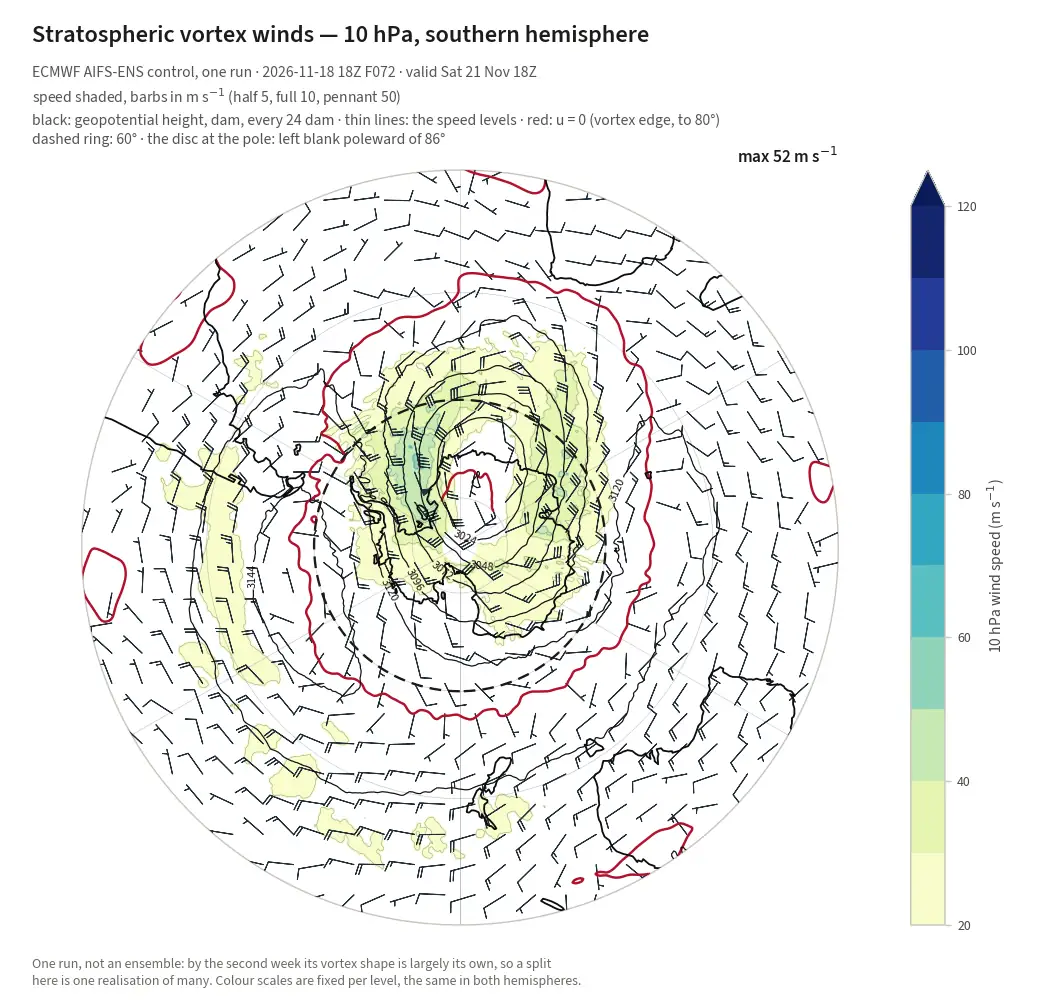 Stratospheric vortex winds — 10 hPa, southern hemisphere
ECMWF AIFS-ENS control, one run · 2026-11-18 18Z F072 · valid Sat 21 Nov 18Z
speed shaded, barbs in m s⁻¹ (half 5, full 10, pennant 50)
black: geopotential height, dam, every 24 dam · thin lines: the speed levels · red: u = 0 (vortex edge, to 80°)
dashed ring: 60° · the disc at the pole: left blank poleward of 86°
max 52 m s⁻¹
120
100
80
60
40
20
10 hPa wind speed (m s⁻¹)
3120
3024
3048
3096
3120
3144
One run, not an ensemble: by the second week its vortex shape is largely its own, so a split
here is one realisation of many. Colour scales are fixed per level, the same in both hemispheres.